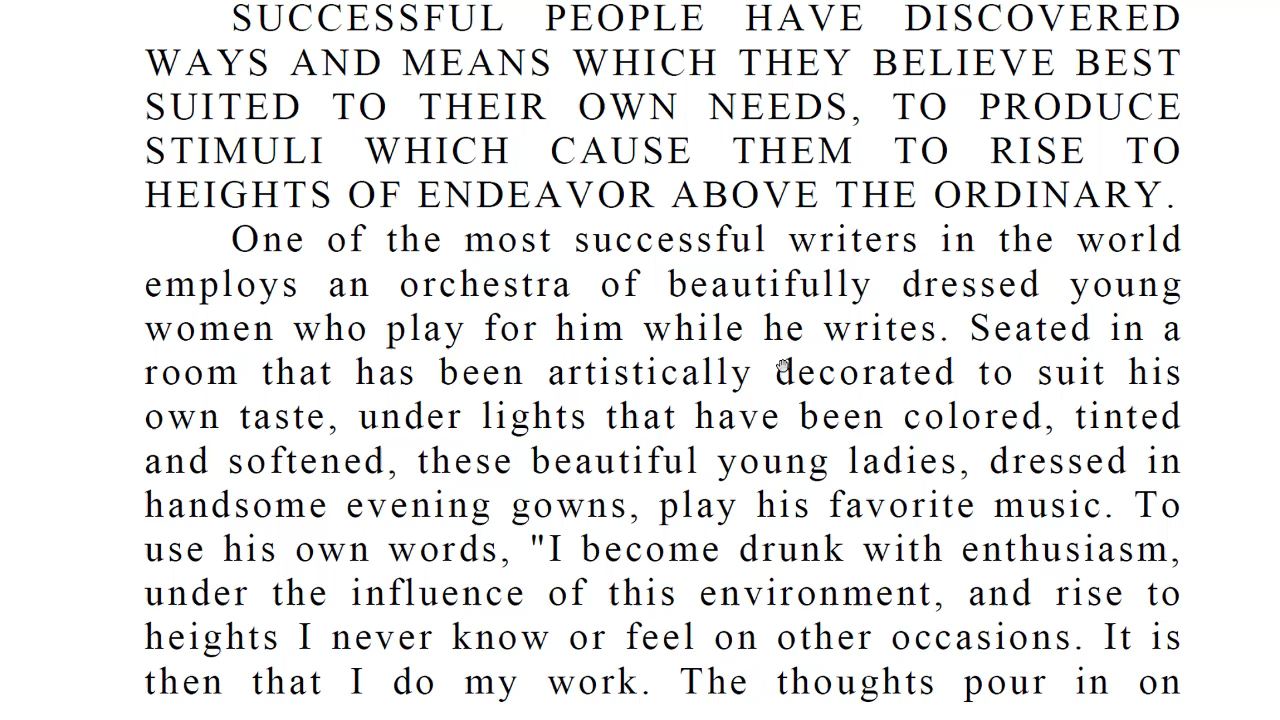 SUCCESSFUL PEOPLE HAVE DISCOVERED
WAYS AND MEANS WHICH THEY BELIEVE BEST
SUITED TO THEIR OWN NEEDS, TO PRODUCE
STIMULI WHICH CAUSE THEM TO RISE TO
HEIGHTS OF ENDEAVOR ABOVE THE ORDINARY.
One of the most successful writers in the world
employs an orchestra of beautifully dressed young
women who play for him while he writes. Seated in a
room that has been artistically decorated to suit his
own taste, under lights that have been colored, tinted
and softened, these beautiful young ladies, dressed in
handsome evening gowns, play his favorite music. To
use his own words, "I become drunk with enthusiasm,
under the influence of this environment, and rise to
heights I never know or feel on other occasions. It is
then that I do my work. The thoughts pour in on